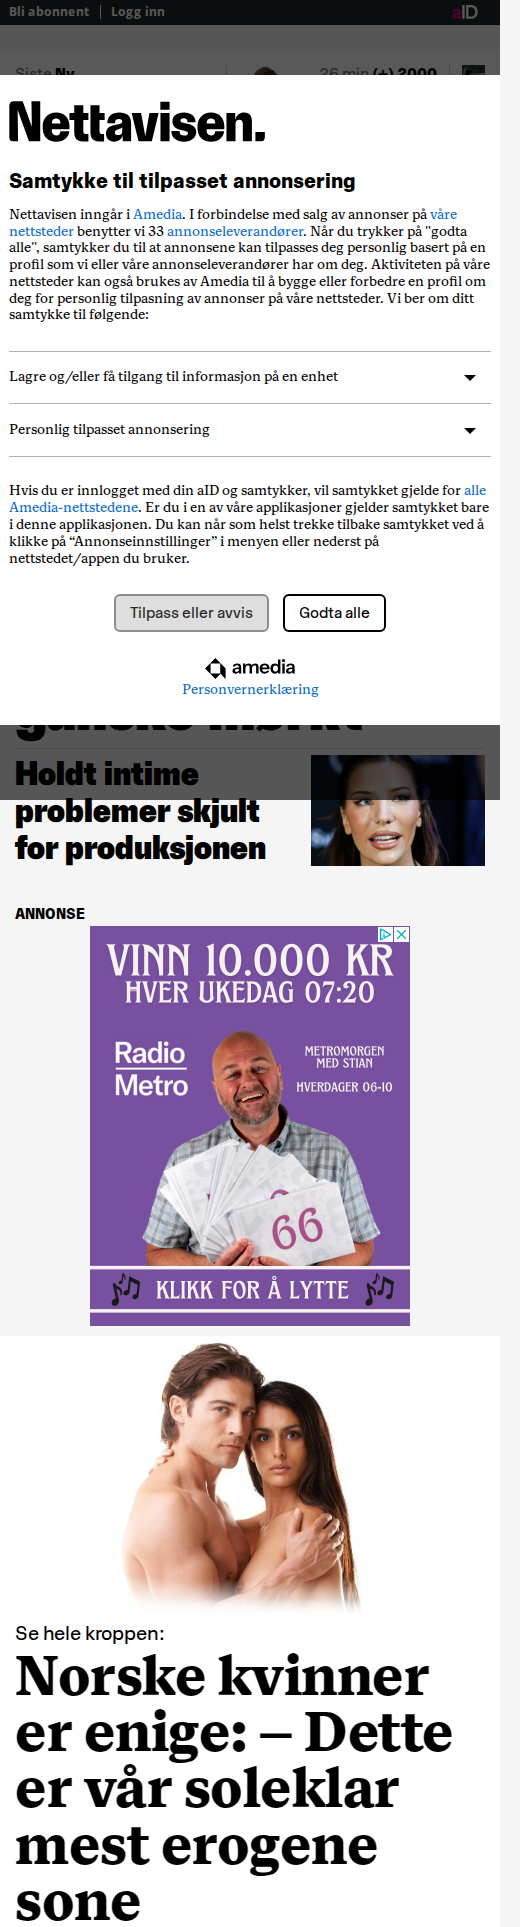 Bli abonnent
Logg inn
aID
Siste Ny
26 min (+) 2000
Nettavisen.
Samtykke til tilpasset annonsering
Nettavisen inngår i Amedia. I forbindelse med salg av annonser på våre
nettsteder benytter vi 33 annonseleverandører. Når du trykker på "godta
alle", samtykker du til at annonsene kan tilpasses deg personlig basert på en
profil som vi eller våre annonseleverandører har om deg. Aktiviteten på våre
nettsteder kan også brukes av Amedia til å bygge eller forbedre en profil om
deg for personlig tilpasning av annonser på våre nettsteder. Vi ber om ditt
samtykke til følgende:
Lagre og/eller få tilgang til informasjon på en enhet
Personlig tilpasset annonsering
Hvis du er innlogget med din aID og samtykker, vil samtykket gjelde for alle
Amedia-nettstedene. Er du i en av våre applikasjoner gjelder samtykket bare
i denne applikasjonen. Du kan når som helst trekke tilbake samtykket ved å
klikke på “Annonseinnstillinger” i menyen eller nederst på
nettstedet/appen du bruker.
Tilpass eller avvis
Godta alle
amedia
Personvernerklæring
ganske mørkt
Holdt intime
problemer skjult
for produksjonen
ANNONSE
VINN 10.000 KR
HVER UKEDAG 07:20
Radio
Metro
METROMORGEN
MED STIAN
HVERDAGER 06-10
66
KLIKK FOR Å LYTTE
Se hele kroppen:
Norske kvinner
er enige: – Dette
er vår soleklar
mest erogene
sone